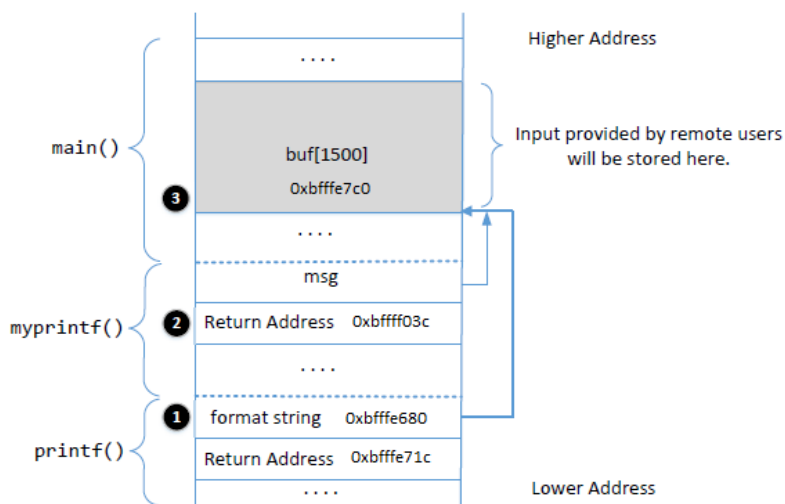 Higher Address
....
main()
buf[1500]
0xbfffe7c0
Input provided by remote users
will be stored here.
3
....
msg
myprintf()
2
Return Address 0xbffff03c
....
1
format string 0xbfffe680
printf()
Return Address 0xbfffe71c
....
Lower Address